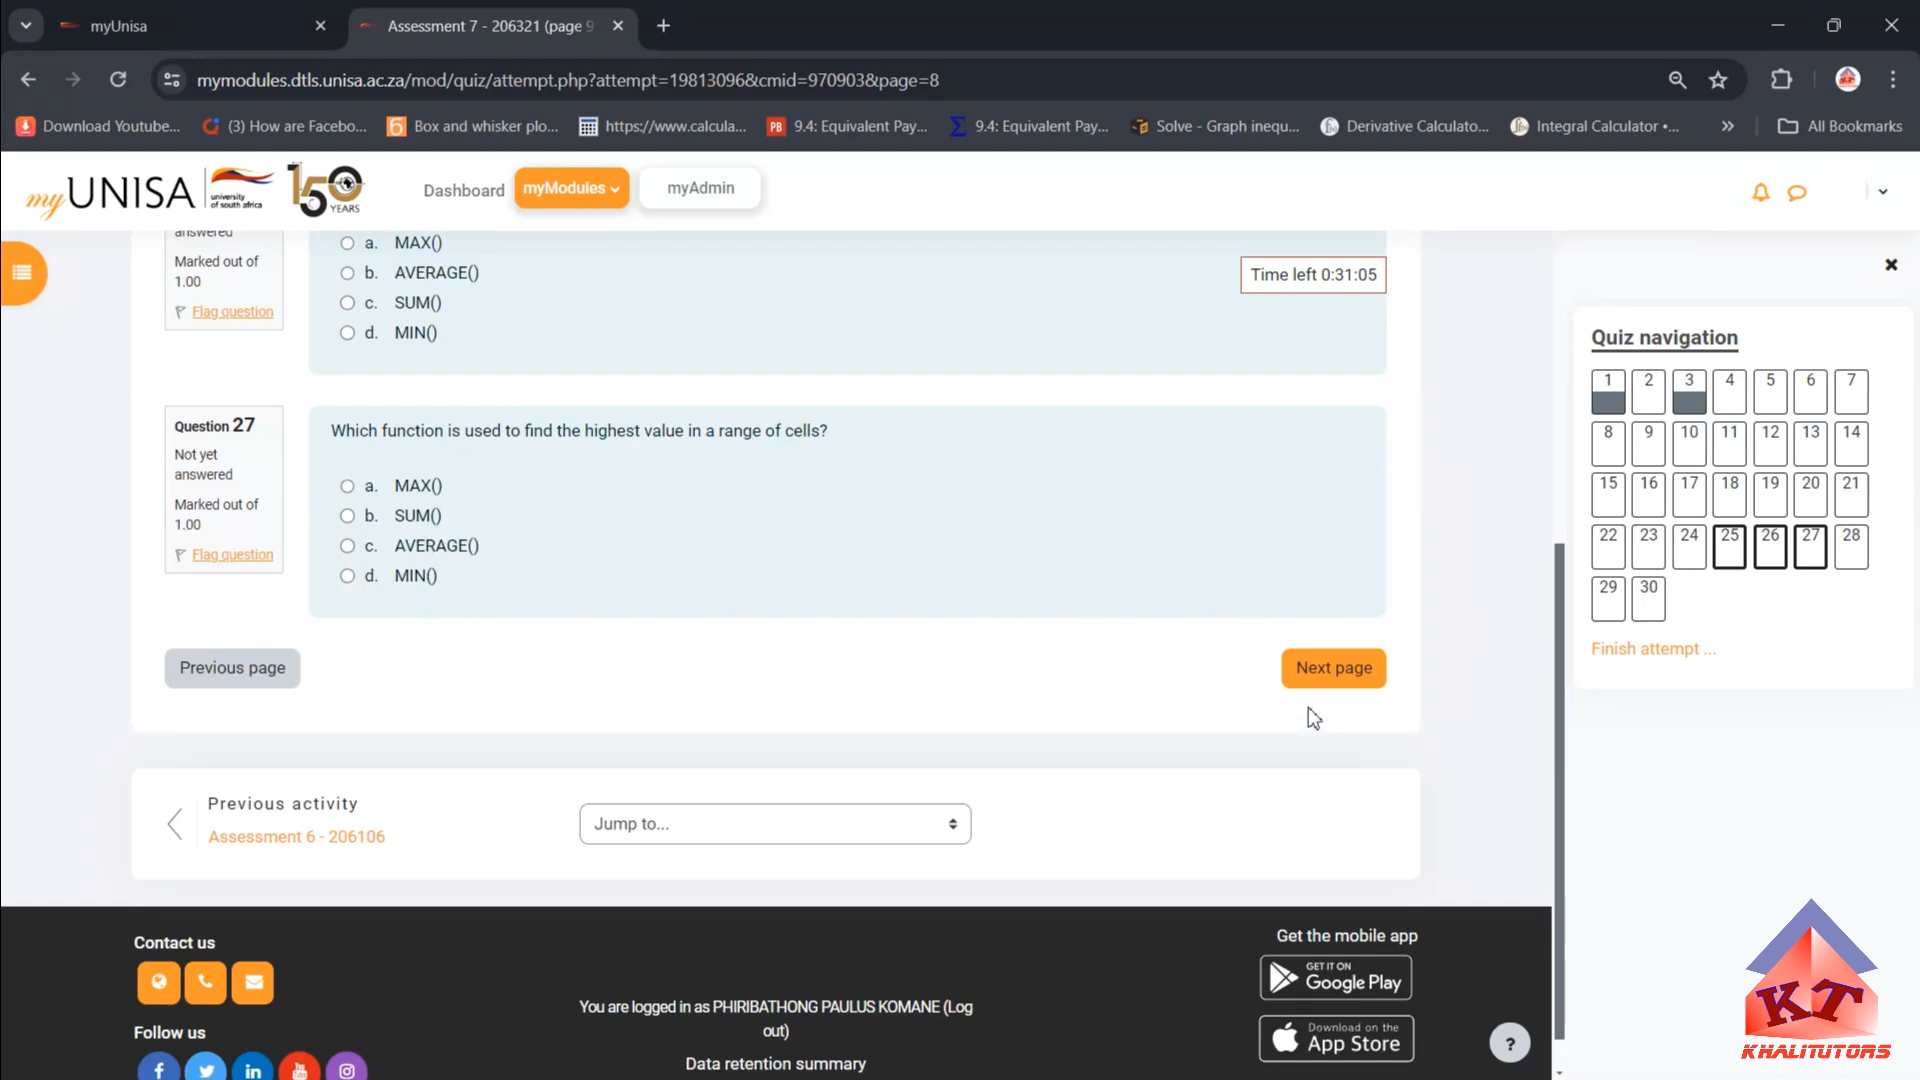 myUnisa
Assessment 7 - 206321 (page 9
mymodules.dtls.unisa.ac.za/mod/quiz/attempt.php?attempt=19813096&cmid=970903&page=8
Download Youtube...
(3) How are Facebo...
Box and whisker plo...
https://www.calcula...
PB
9.4: Equivalent Pay...
9.4: Equivalent Pay...
Solve - Graph inequ...
Derivative Calculato...
Integral Calculator •...
All Bookmarks
myUNISA
university
of south africa
150
YEARS
Dashboard
myModules
myAdmin
answered
Marked out of
1.00
Flag question
a. MAX()
b. AVERAGE()
c. SUM()
d. MIN()
Time left 0:31:05
Question 27
Not yet
answered
Marked out of
1.00
Flag question
Which function is used to find the highest value in a range of cells?
a. MAX()
b. SUM()
c. AVERAGE()
d. MIN()
Previous page
Next page
Quiz navigation
1 2 3 4 5 6 7
8 9 10 11 12 13 14
15 16 17 18 19 20 21
22 23 24 25 26 27 28
29 30
Finish attempt ...
Previous activity
Assessment 6 - 206106
Jump to...
Contact us
Follow us
You are logged in as PHIRIBATHONG PAULUS KOMANE (Log
out)
Data retention summary
Get the mobile app
GET IT ON
Google Play
Download on the
App Store
?
KT
KHALITUTORS